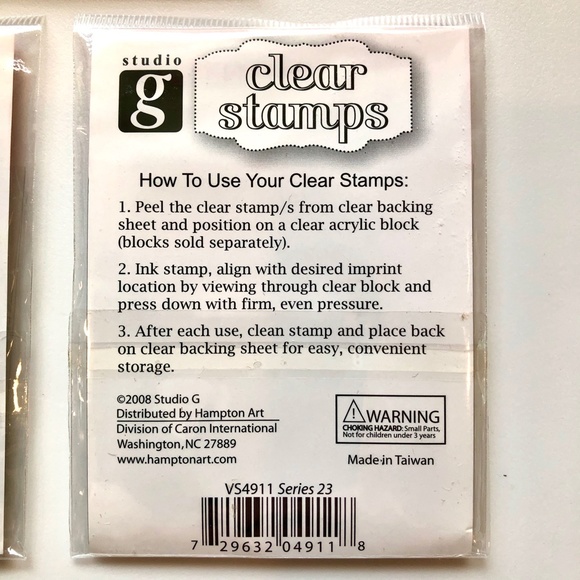 studio
g
clear
stamps
How To Use Your Clear Stamps:
1. Peel the clear stamp/s from clear backing
sheet and position on a clear acrylic block
(blocks sold separately).
2. Ink stamp, align with desired imprint
location by viewing through clear block and
press down with firm, even pressure.
3. After each use, clean stamp and place back
on clear backing sheet for easy, convenient
storage.
©2008 Studio G
Distributed by Hampton Art
Division of Caron International
Washington, NC 27889
www.hamptonart.com
WARNING
CHOKING HAZARD: Small Parts,
Not for children under 3 years
Made in Taiwan
VS4911 Series 23
7 29632 04911 8